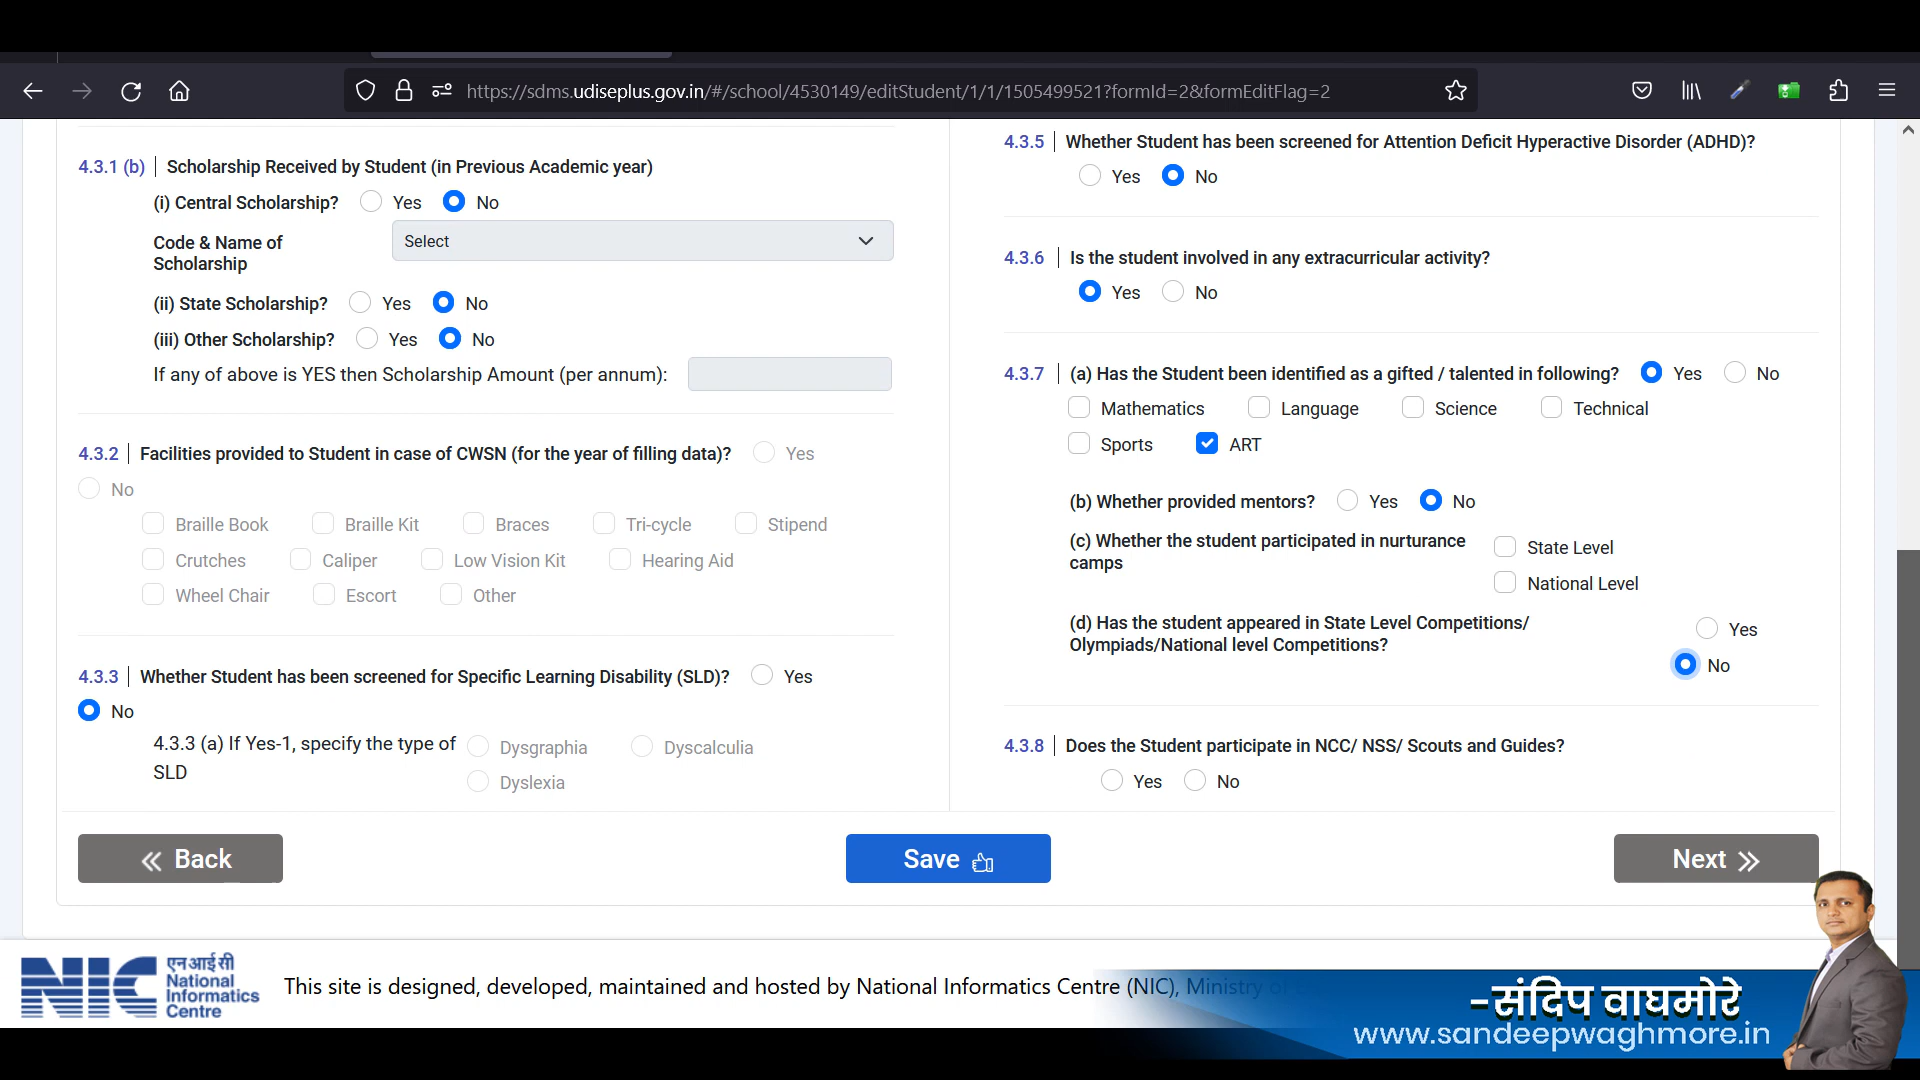 https://sdms.udiseplus.gov.in/#/school/4530149/editStudent/1/1/1505499521?formId=2&formEditFlag=2
4.3.1 (b) Scholarship Received by Student (in Previous Academic year)
(i) Central Scholarship? Yes No
Code & Name of
Scholarship
Select
(ii) State Scholarship? Yes No
(iii) Other Scholarship? Yes No
If any of above is YES then Scholarship Amount (per annum):
4.3.2 Facilities provided to Student in case of CWSN (for the year of filling data)? Yes
No
Braille Book Braille Kit Braces Tri-cycle Stipend
Crutches Caliper Low Vision Kit Hearing Aid
Wheel Chair Escort Other
4.3.3 Whether Student has been screened for Specific Learning Disability (SLD)? Yes
No
4.3.3 (a) If Yes-1, specify the type of
SLD
Dysgraphia Dyscalculia
Dyslexia
4.3.5 Whether Student has been screened for Attention Deficit Hyperactive Disorder (ADHD)?
Yes No
4.3.6 Is the student involved in any extracurricular activity?
Yes No
4.3.7 (a) Has the Student been identified as a gifted / talented in following? Yes No
Mathematics Language Science Technical
Sports ART
(b) Whether provided mentors? Yes No
(c) Whether the student participated in nurturance
camps
State Level
National Level
(d) Has the student appeared in State Level Competitions/
Olympiads/National level Competitions?
Yes
No
4.3.8 Does the Student participate in NCC/ NSS/ Scouts and Guides?
Yes No
Back Save Next
NIC
एनआईसी
National
Informatics
Centre
This site is designed, developed, maintained and hosted by National Informatics Centre (NIC), Ministry of
-संदिप वाघमोरे
www.sandeepwaghmore.in